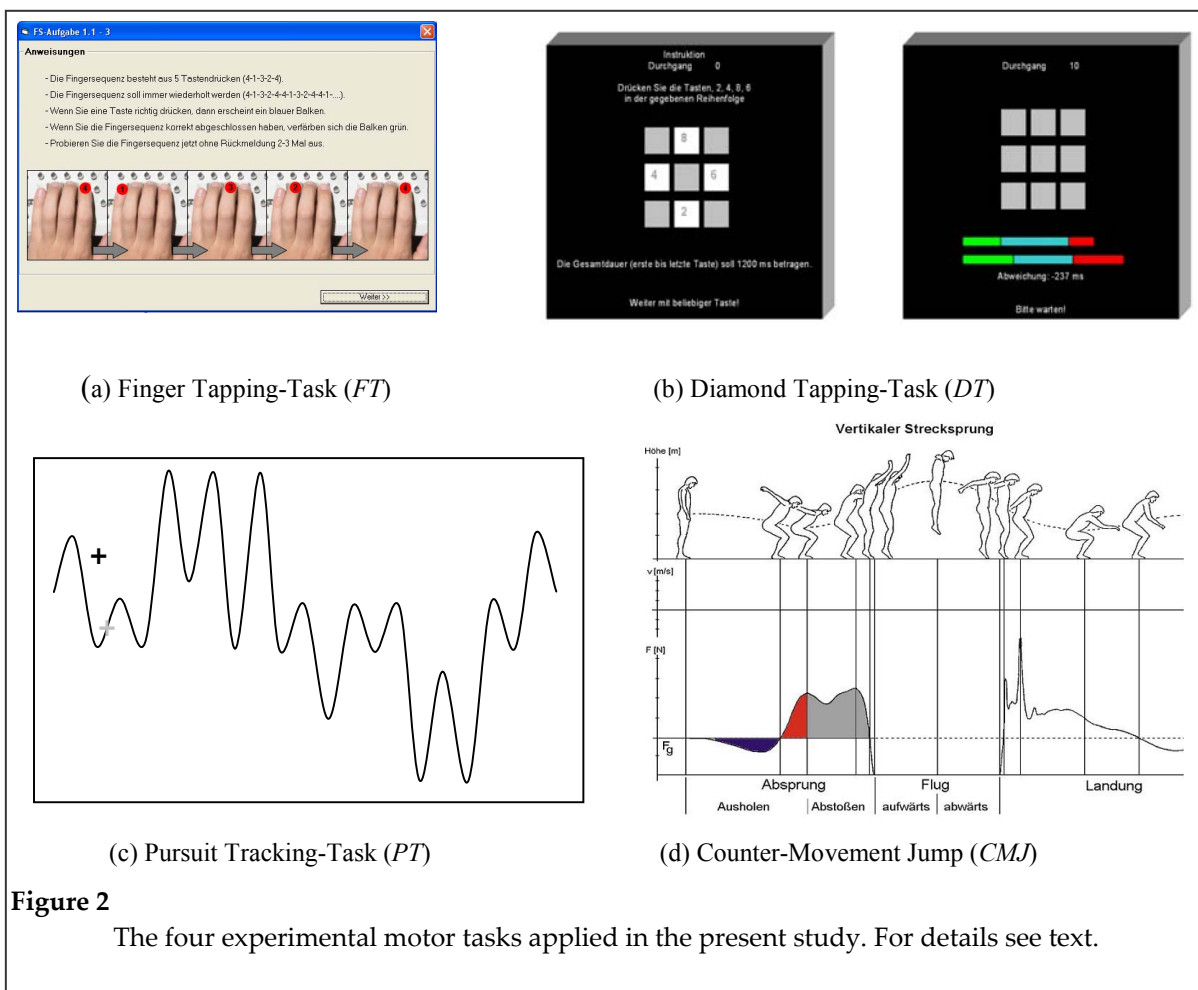 FS-Aufgabe 1.1 - 3
Anweisungen
- Die Fingersequenz besteht aus 5 Tastendrücken (4-1-3-2-4).
- Die Fingersequenz soll immer wiederholt werden (4-1-3-2-4-4-1-3-2-4-4-1-...).
- Wenn Sie eine Taste richtig drücken, dann erscheint ein blauer Balken.
- Wenn Sie die Fingersequenz korrekt abgeschlossen haben, verfärben sich die Balken grün.
- Probieren Sie die Fingersequenz jetzt ohne Rückmeldung 2-3 Mal aus.
4 1 3 2 4
Weiter >>
Instruktion
Durchgang 0
Drücken Sie die Tasten, 2, 4, 8, 6
in der gegebenen Reihenfolge
8
4 6
2
Die Gesamtdauer (erste bis letzte Taste) soll 1200 ms betragen.
Weiter mit beliebiger Taste!
Durchgang 10
Abweichung: -237 ms
Bitte warten!
(a) Finger Tapping-Task (FT)
(b) Diamond Tapping-Task (DT)
Vertikaler Strecksprung
Höhe [m]
v [m/s]
F [N]
Fg
Absprung Flug Landung
Ausholen Abstoßen aufwärts abwärts
(c) Pursuit Tracking-Task (PT)
(d) Counter-Movement Jump (CMJ)
Figure 2
The four experimental motor tasks applied in the present study. For details see text.